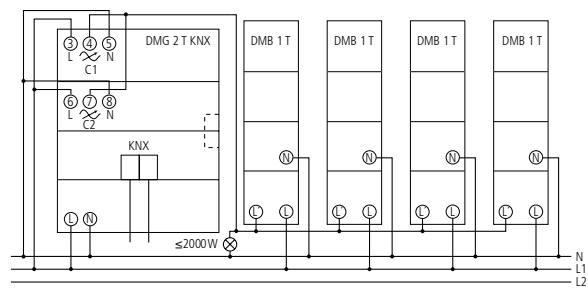 3 4 5 DMG 2 T KNX DMB 1 T DMB 1 T DMB 1 T DMB 1 T
L N
C1
6 7 8
L N
C2
KNX
N N N N
L' L L' L L' L L' L
L N
≤2000 W
N
L1
L2